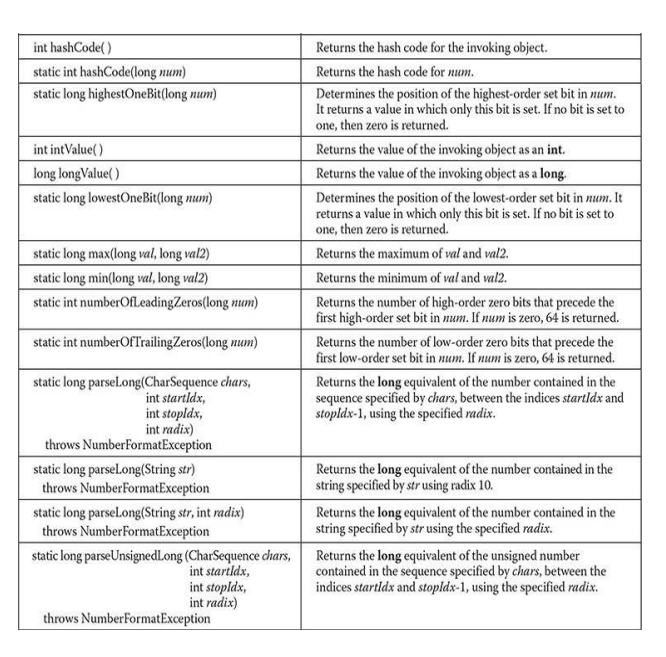 int hashCode( )
Returns the hash code for the invoking object.
static int hashCode(long num)
Returns the hash code for num.
static long highestOneBit(long num)
Determines the position of the highest-order set bit in num.
It returns a value in which only this bit is set. If no bit is set to
one, then zero is returned.
int intValue( )
Returns the value of the invoking object as an int.
long longValue( )
Returns the value of the invoking object as a long.
static long lowestOneBit(long num)
Determines the position of the lowest-order set bit in num. It
returns a value in which only this bit is set. If no bit is set to
one, then zero is returned.
static long max(long val, long val2)
Returns the maximum of val and val2.
static long min(long val, long val2)
Returns the minimum of val and val2.
static int numberOfLeadingZeros(long num)
Returns the number of high-order zero bits that precede the
first high-order set bit in num. If num is zero, 64 is returned.
static int numberOfTrailingZeros(long num)
Returns the number of low-order zero bits that precede the
first low-order set bit in num. If num is zero, 64 is returned.
static long parseLong(CharSequence chars,
int startIdx,
int stopIdx,
int radix)
throws NumberFormatException
Returns the long equivalent of the number contained in the
sequence specified by chars, between the indices startIdx and
stopIdx-1, using the specified radix.
static long parseLong(String str)
throws NumberFormatException
Returns the long equivalent of the number contained in the
string specified by str using radix 10.
static long parseLong(String str, int radix)
throws NumberFormatException
Returns the long equivalent of the number contained in the
string specified by str using the specified radix.
static long parseUnsignedLong (CharSequence chars,
int startIdx,
int stopIdx,
int radix)
throws NumberFormatException
Returns the long equivalent of the unsigned number
contained in the sequence specified by chars, between the
indices startIdx and stopIdx-1, using the specified radix.